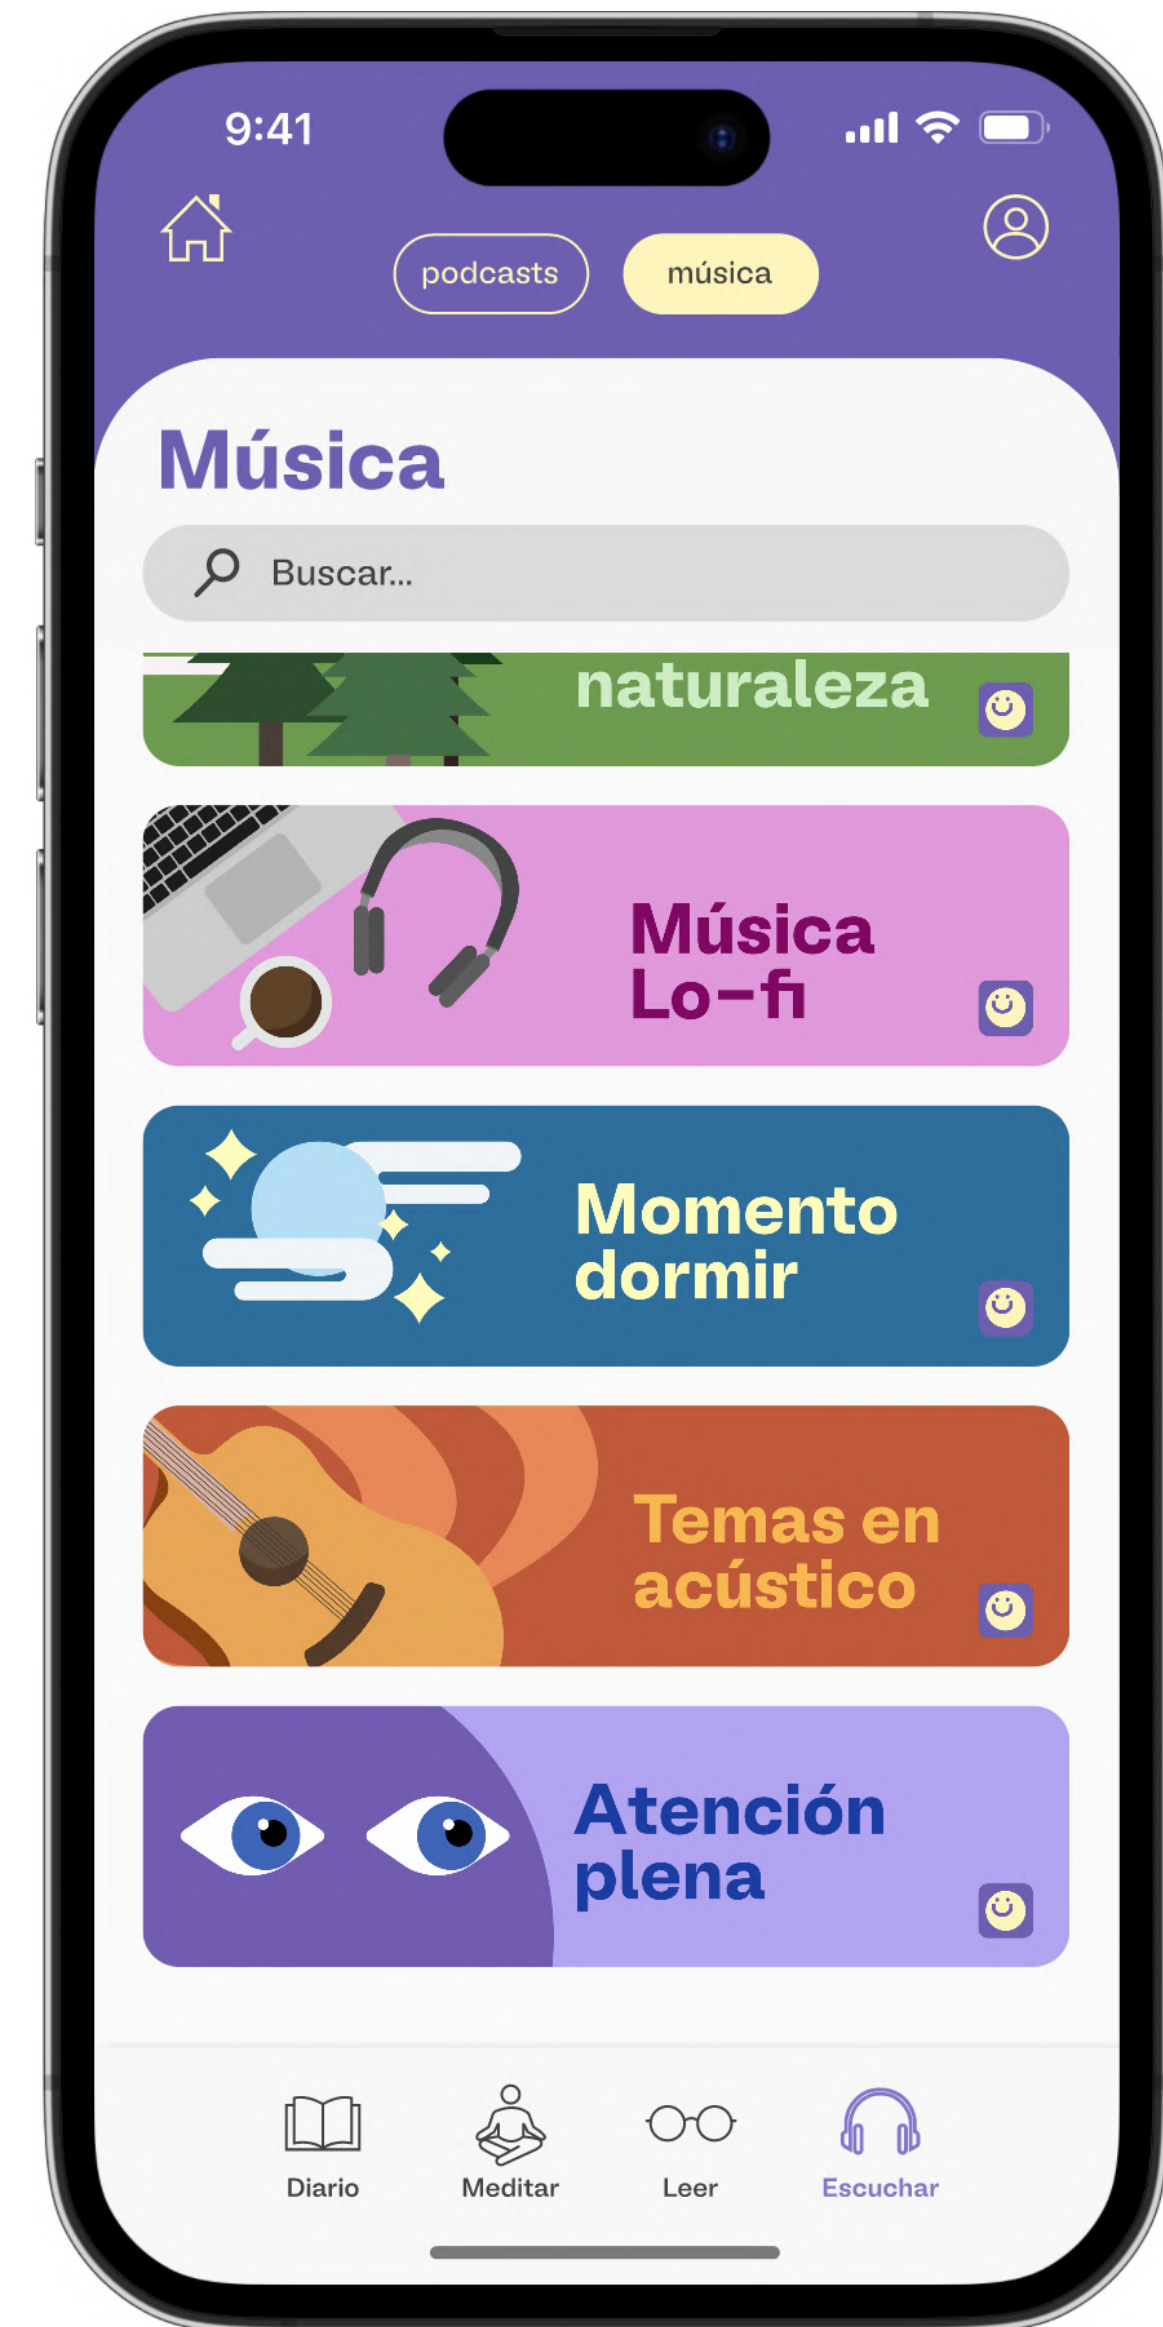 9:41
podcasts
música
Música
Buscar...
naturaleza
Música
Lo-fi
Momento
dormir
Temas en
acústico
Atención
plena
Diario
Meditar
Leer
Escuchar